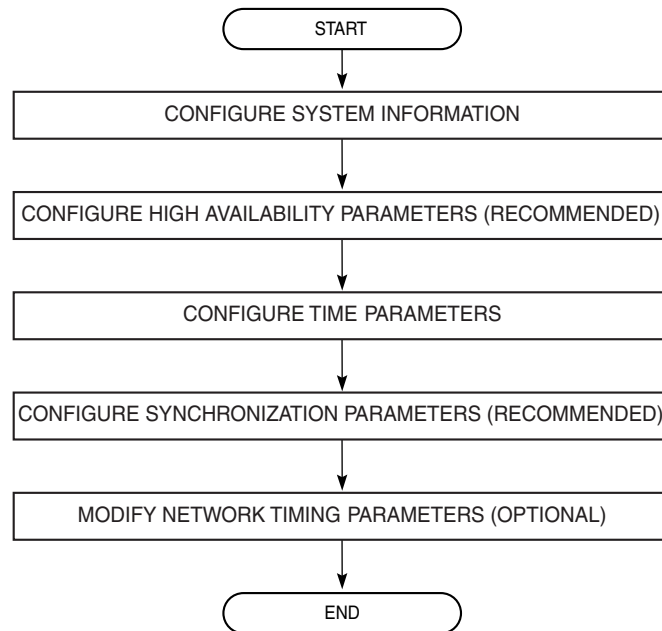 START
CONFIGURE SYSTEM INFORMATION
CONFIGURE HIGH AVAILABILITY PARAMETERS (RECOMMENDED)
CONFIGURE TIME PARAMETERS
CONFIGURE SYNCHRONIZATION PARAMETERS (RECOMMENDED)
MODIFY NETWORK TIMING PARAMETERS (OPTIONAL)
END